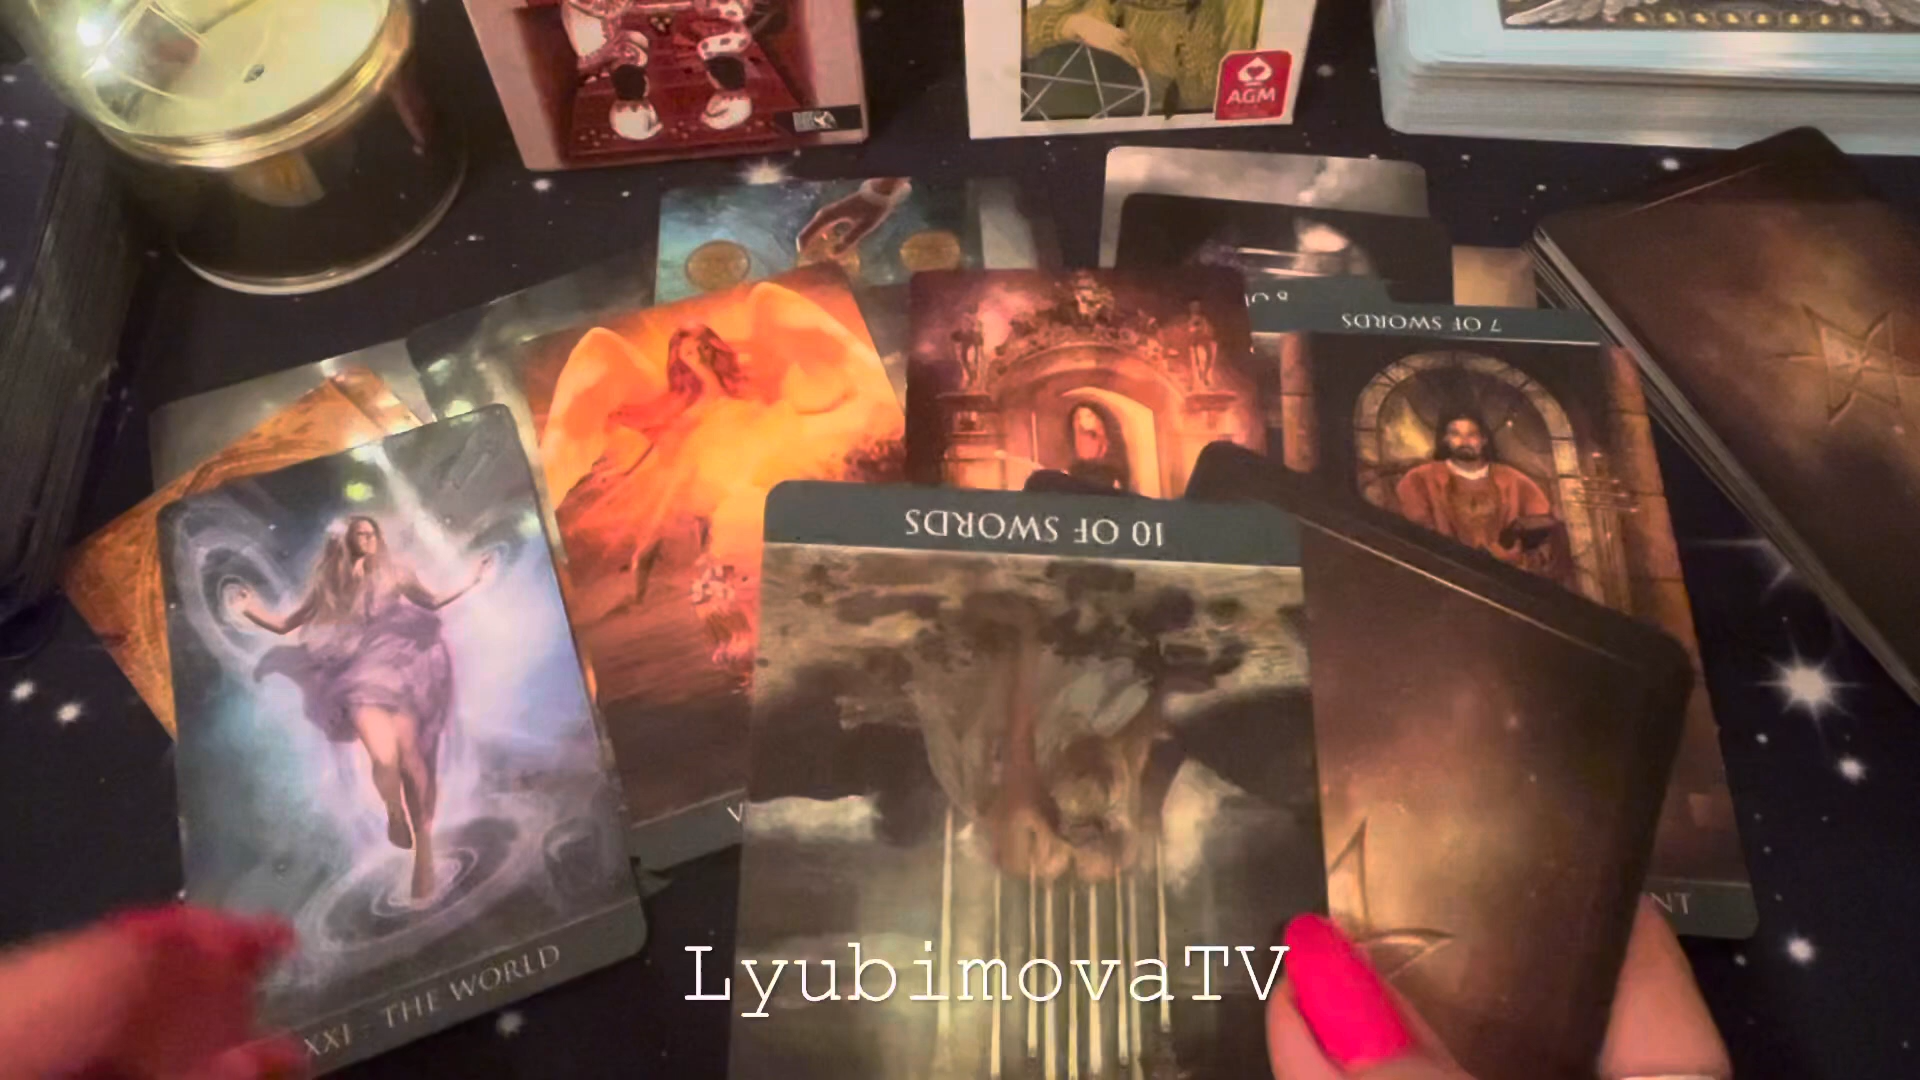 AGM
7 OF SWORDS
10 OF SWORDS
XXI - THE WORLD
LyubimovaTV